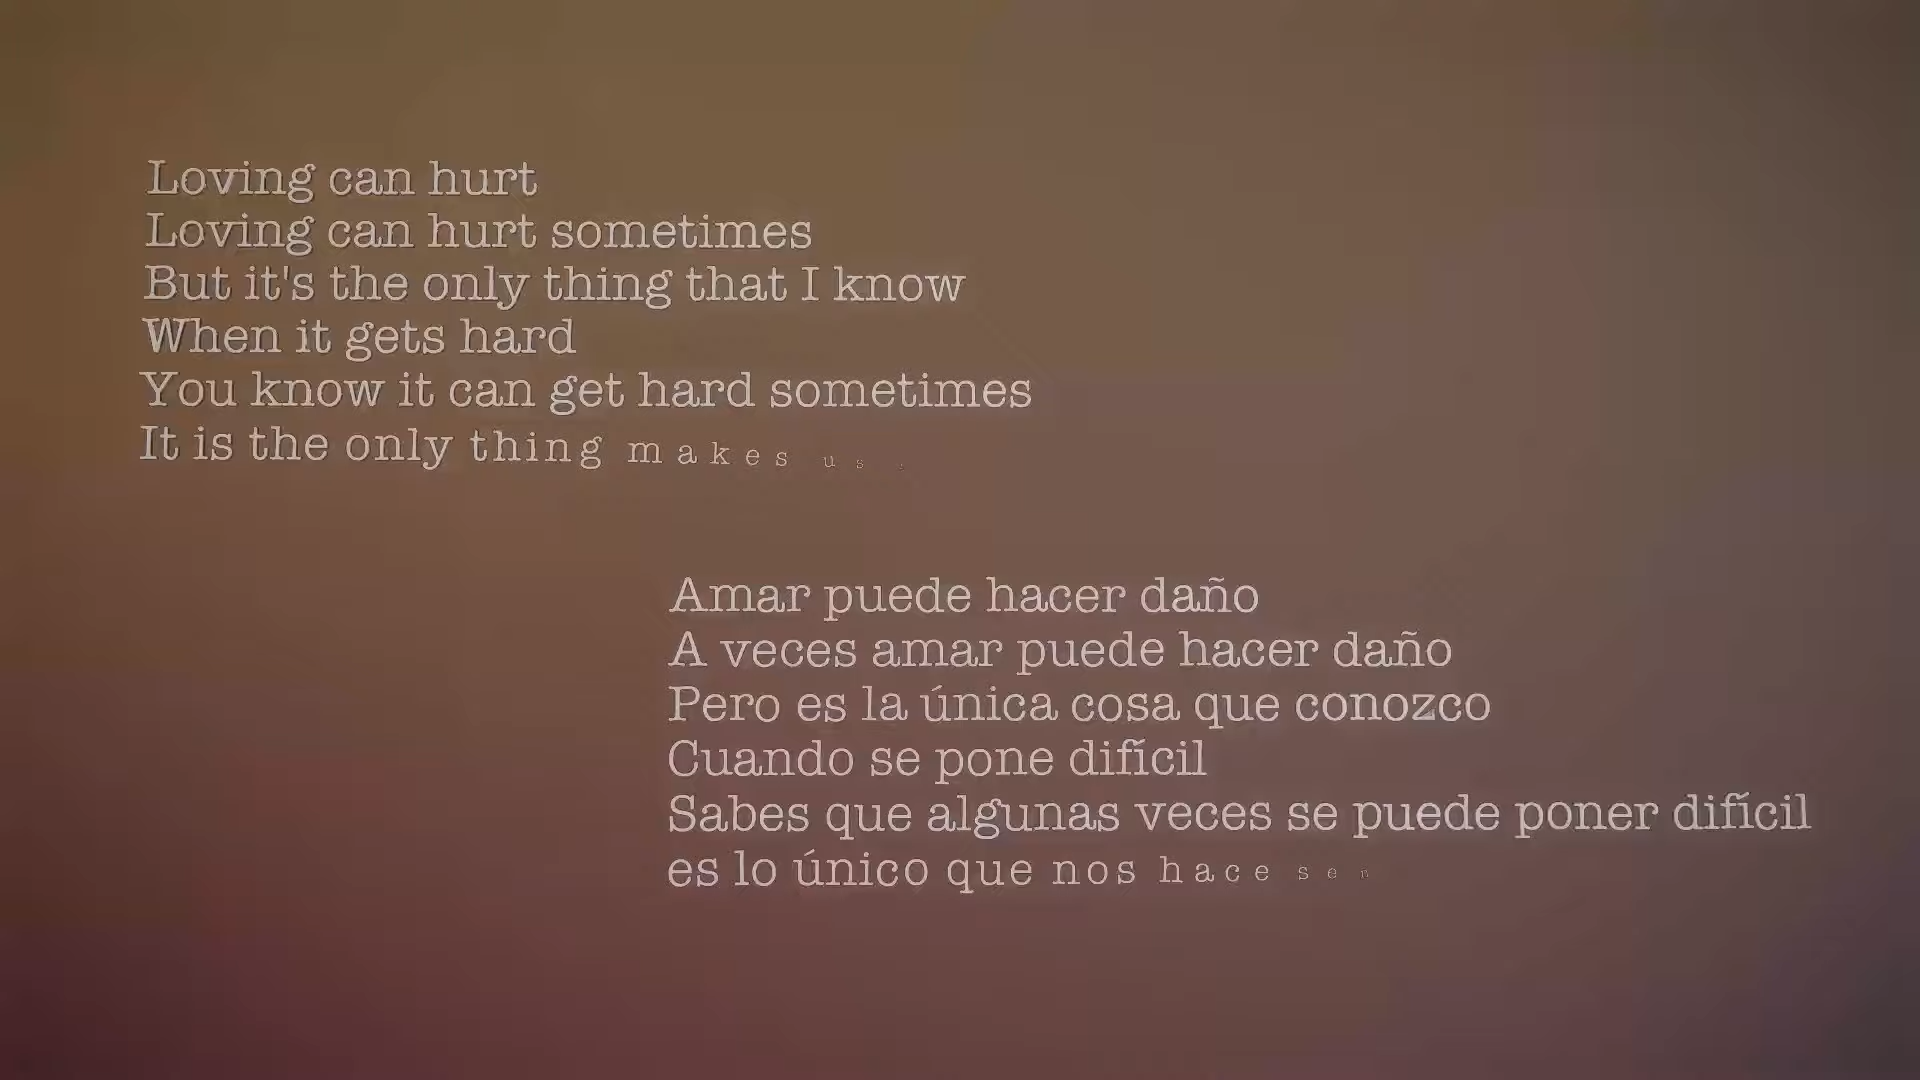 Loving can hurt
Loving can hurt sometimes
But it's the only thing that I know
When it gets hard
You know it can get hard sometimes
It is the only thing makes us
Amar puede hacer daño
A veces amar puede hacer daño
Pero es la única cosa que conozco
Cuando se pone difícil
Sabes que algunas veces se puede poner difícil
es lo único que nos hace sen